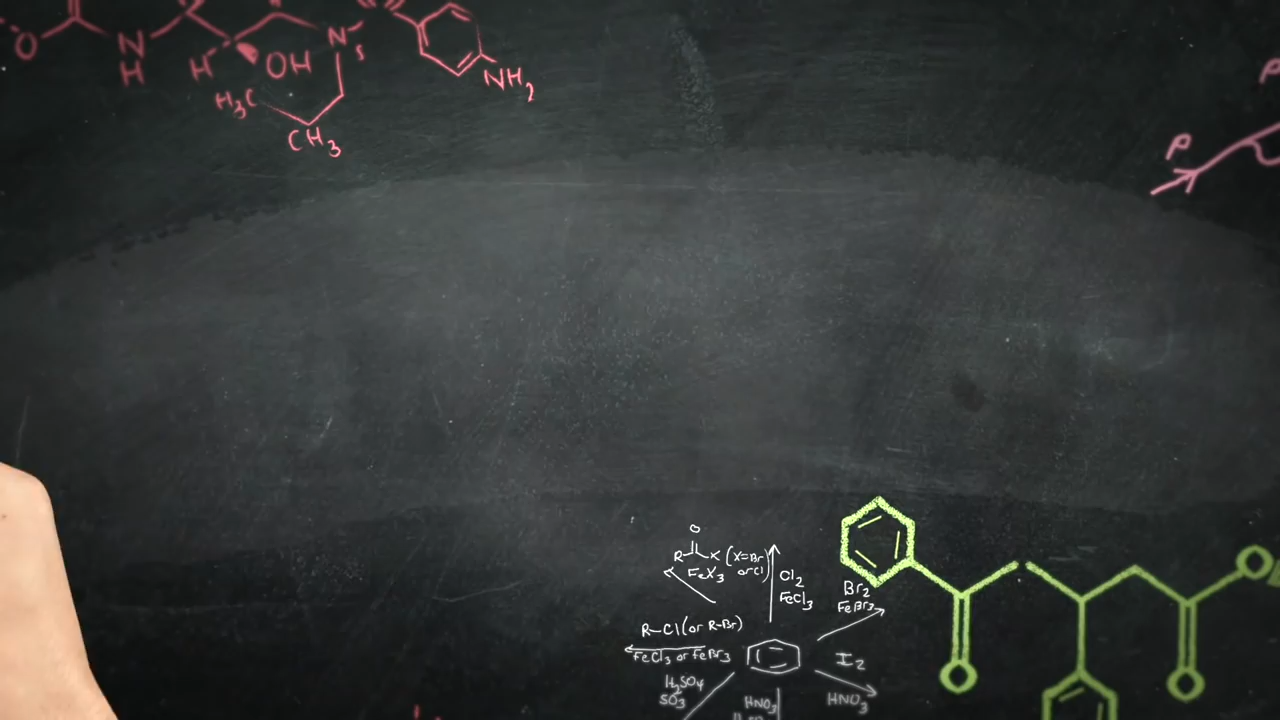 O
N
H
H
OH
N
S
NH2
H3C
CH3
P
O
R
X (X=Br
or Cl)
FeX3
Cl2
FeCl3
Br2
FeBr3
R-Cl (or R-Br)
FeCl3 or FeBr3
I2
HNO3
H2SO4
SO3
HNO3
O
O
O